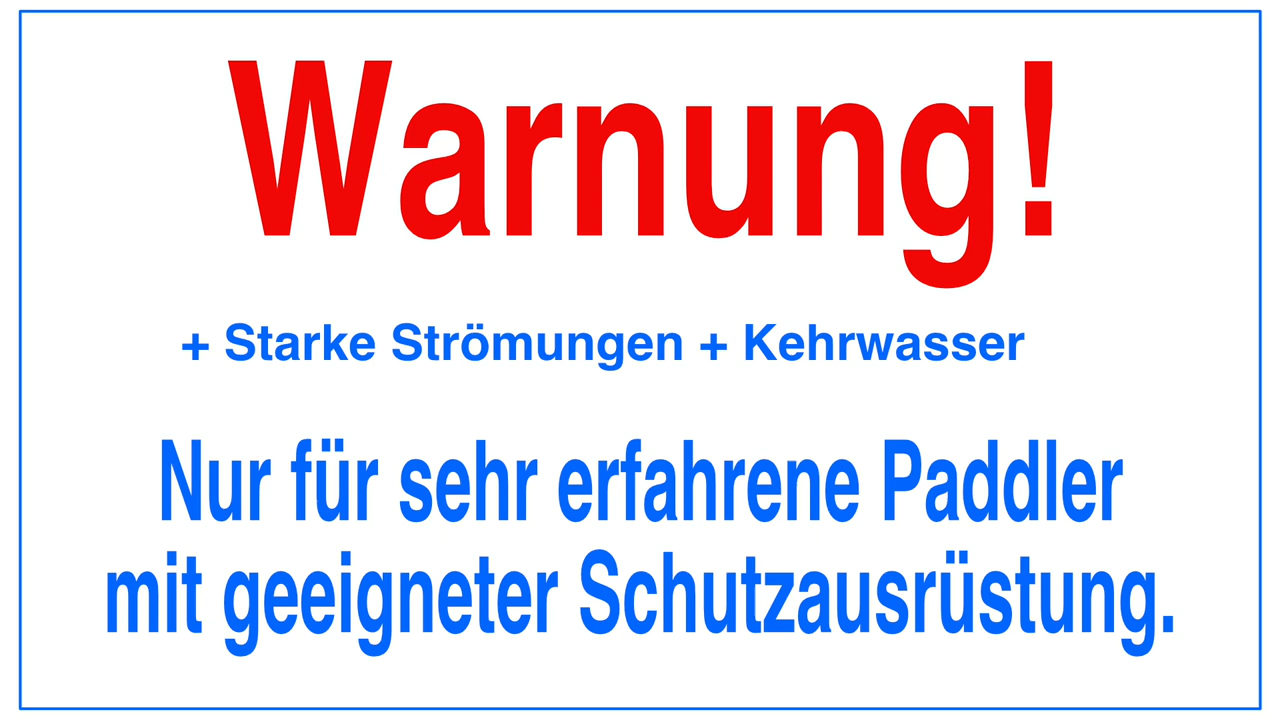 Warnung!
+ Starke Strömungen + Kehrwasser
Nur für sehr erfahrene Paddler
mit geeigneter Schutzausrüstung.